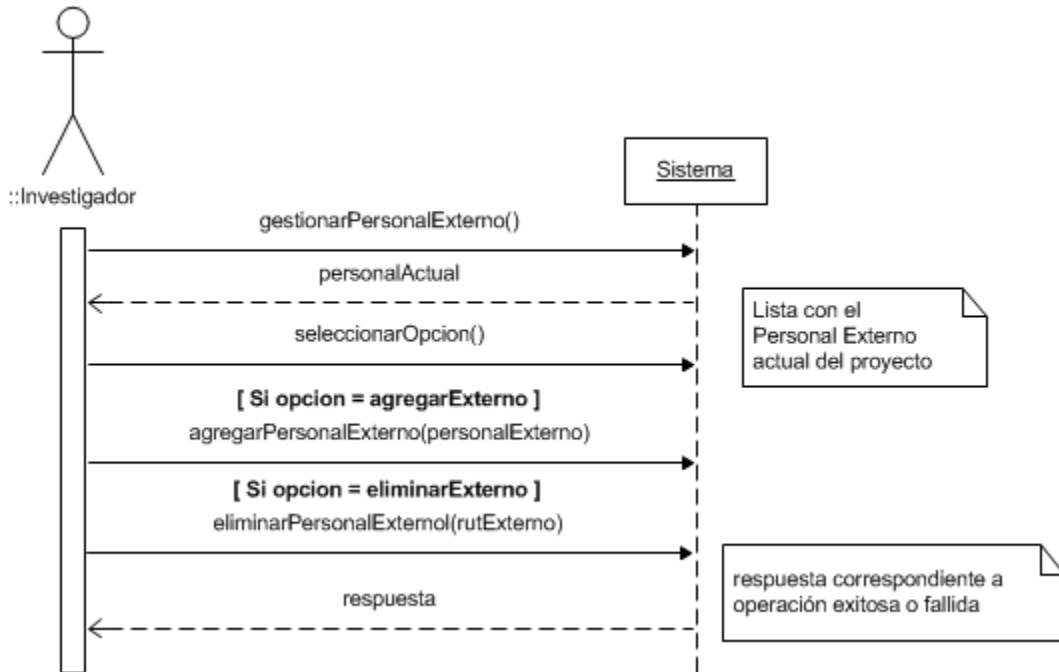 ::Investigador
Sistema
gestionarPersonalExterno()
personalActual
Lista con el
Personal Externo
actual del proyecto
seleccionarOpcion()
[ Si opcion = agregarExterno ]
agregarPersonalExterno(personalExterno)
[ Si opcion = eliminarExterno ]
eliminarPersonalExternol(rutExterno)
respuesta correspondiente a
operación exitosa o fallida
respuesta